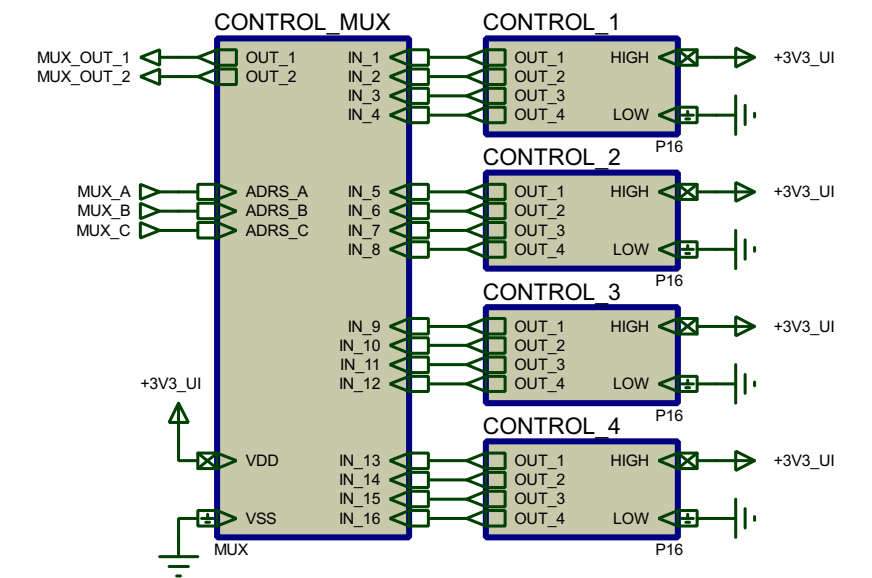 CONTROL_MUX
MUX_OUT_1
MUX_OUT_2
OUT_1
OUT_2
MUX_A
MUX_B
MUX_C
ADRS_A
ADRS_B
ADRS_C
+3V3_UI
VDD
VSS
IN_1
IN_2
IN_3
IN_4
IN_5
IN_6
IN_7
IN_8
IN_9
IN_10
IN_11
IN_12
IN_13
IN_14
IN_15
IN_16
MUX
CONTROL_1
OUT_1
OUT_2
OUT_3
OUT_4
HIGH
LOW
+3V3_UI
P16
CONTROL_2
OUT_1
OUT_2
OUT_3
OUT_4
HIGH
LOW
+3V3_UI
P16
CONTROL_3
OUT_1
OUT_2
OUT_3
OUT_4
HIGH
LOW
+3V3_UI
P16
CONTROL_4
OUT_1
OUT_2
OUT_3
OUT_4
HIGH
LOW
+3V3_UI
P16